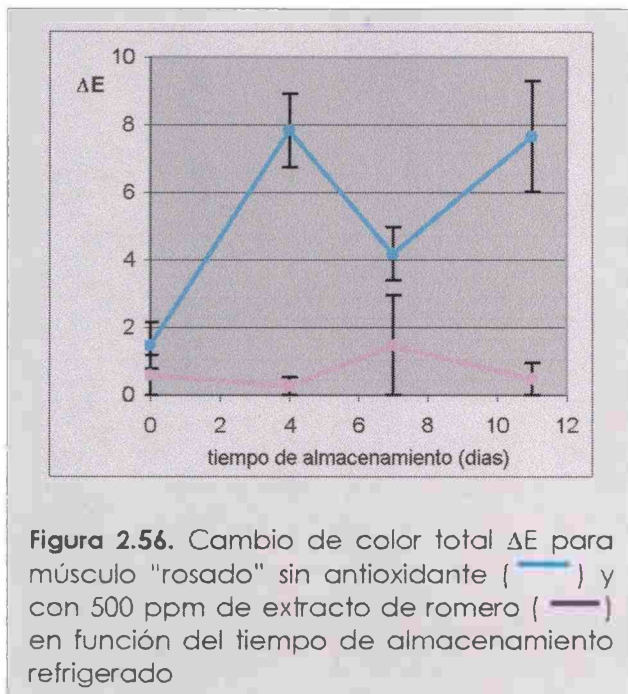 10
ΔE
8
6
4
2
0
0 2 4 6 8 10 12
tiempo de almacenamiento (dias)
Figura 2.56. Cambio de color total ΔE para
músculo "rosado" sin antioxidante ( ) y
con 500 ppm de extracto de romero ( )
en función del tiempo de almacenamiento
refrigerado